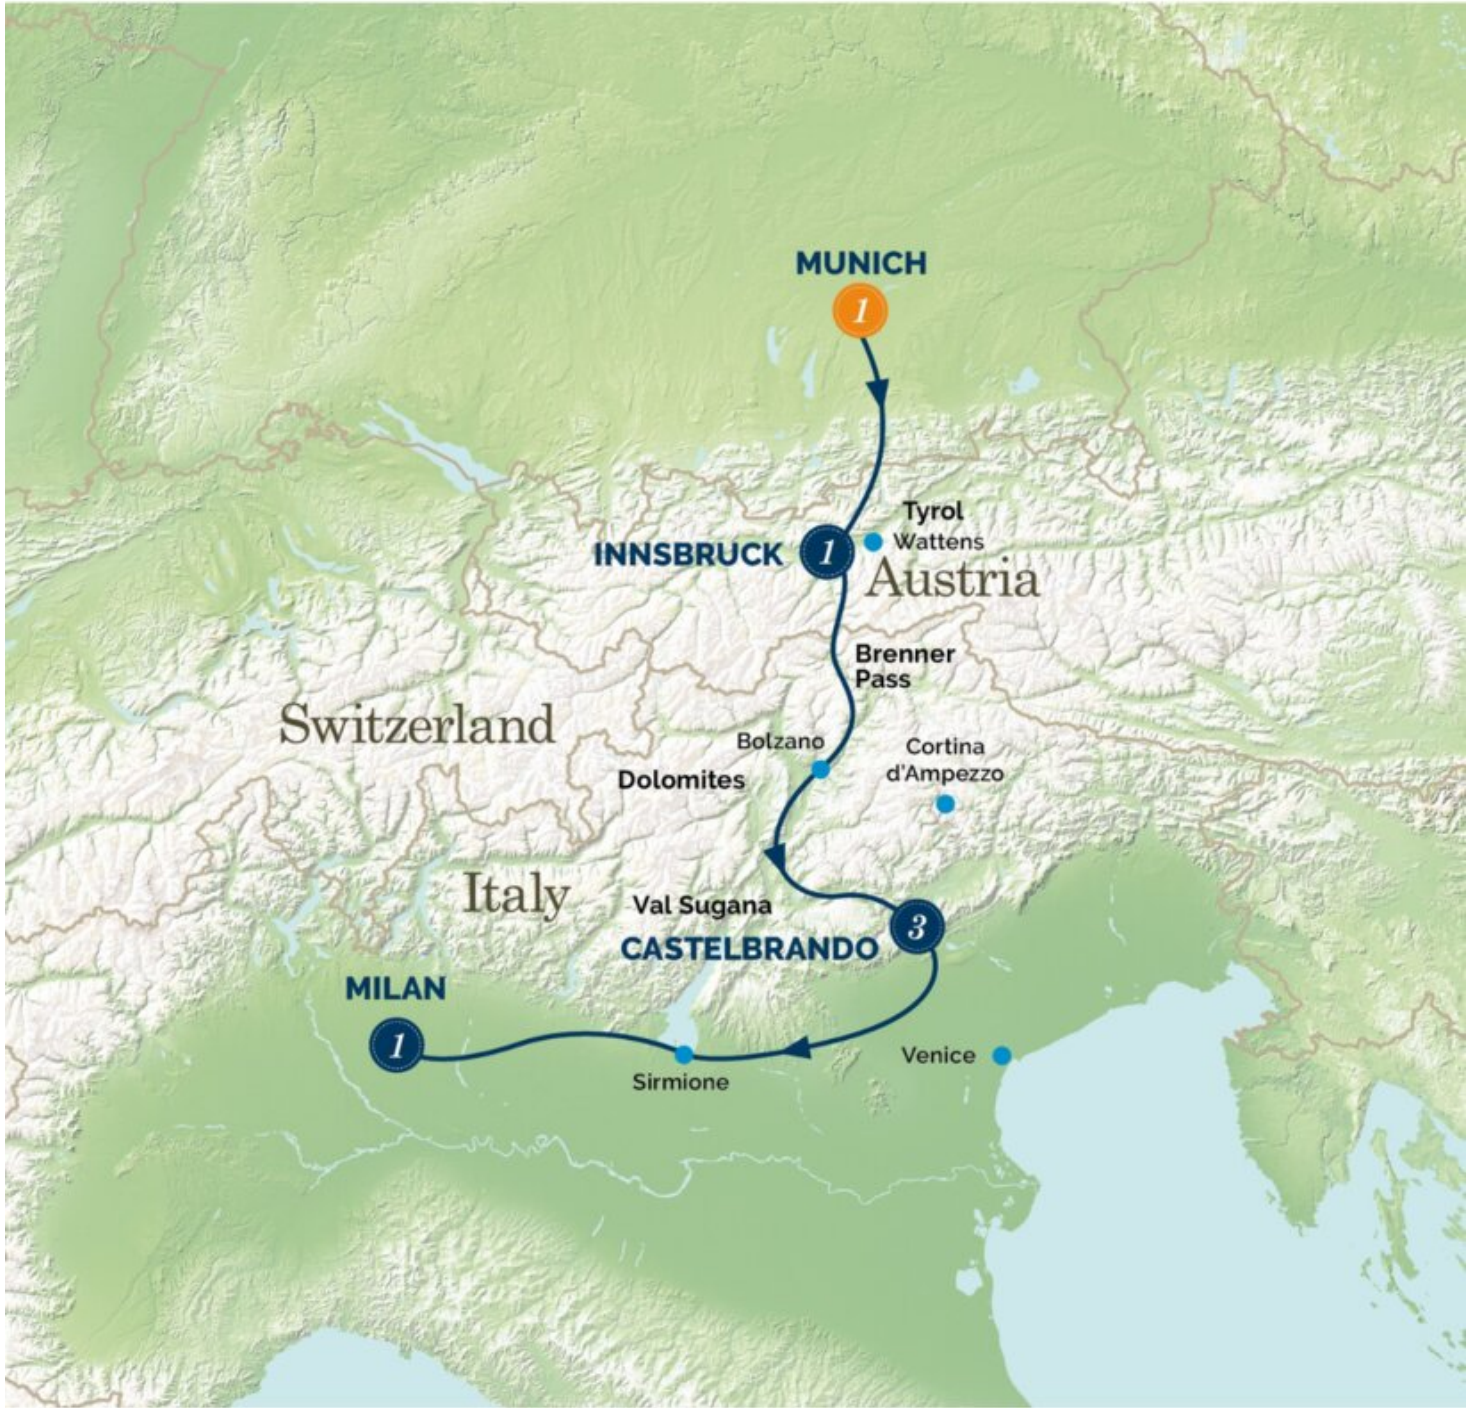 MUNICH
1
Tyrol
Wattens
INNSBRUCK
1
Austria
Brenner
Pass
Switzerland
Bolzano
Cortina
d'Ampezzo
Dolomites
Italy
Val Sugana
3
CASTELBRANDO
MILAN
1
Venice
Sirmione